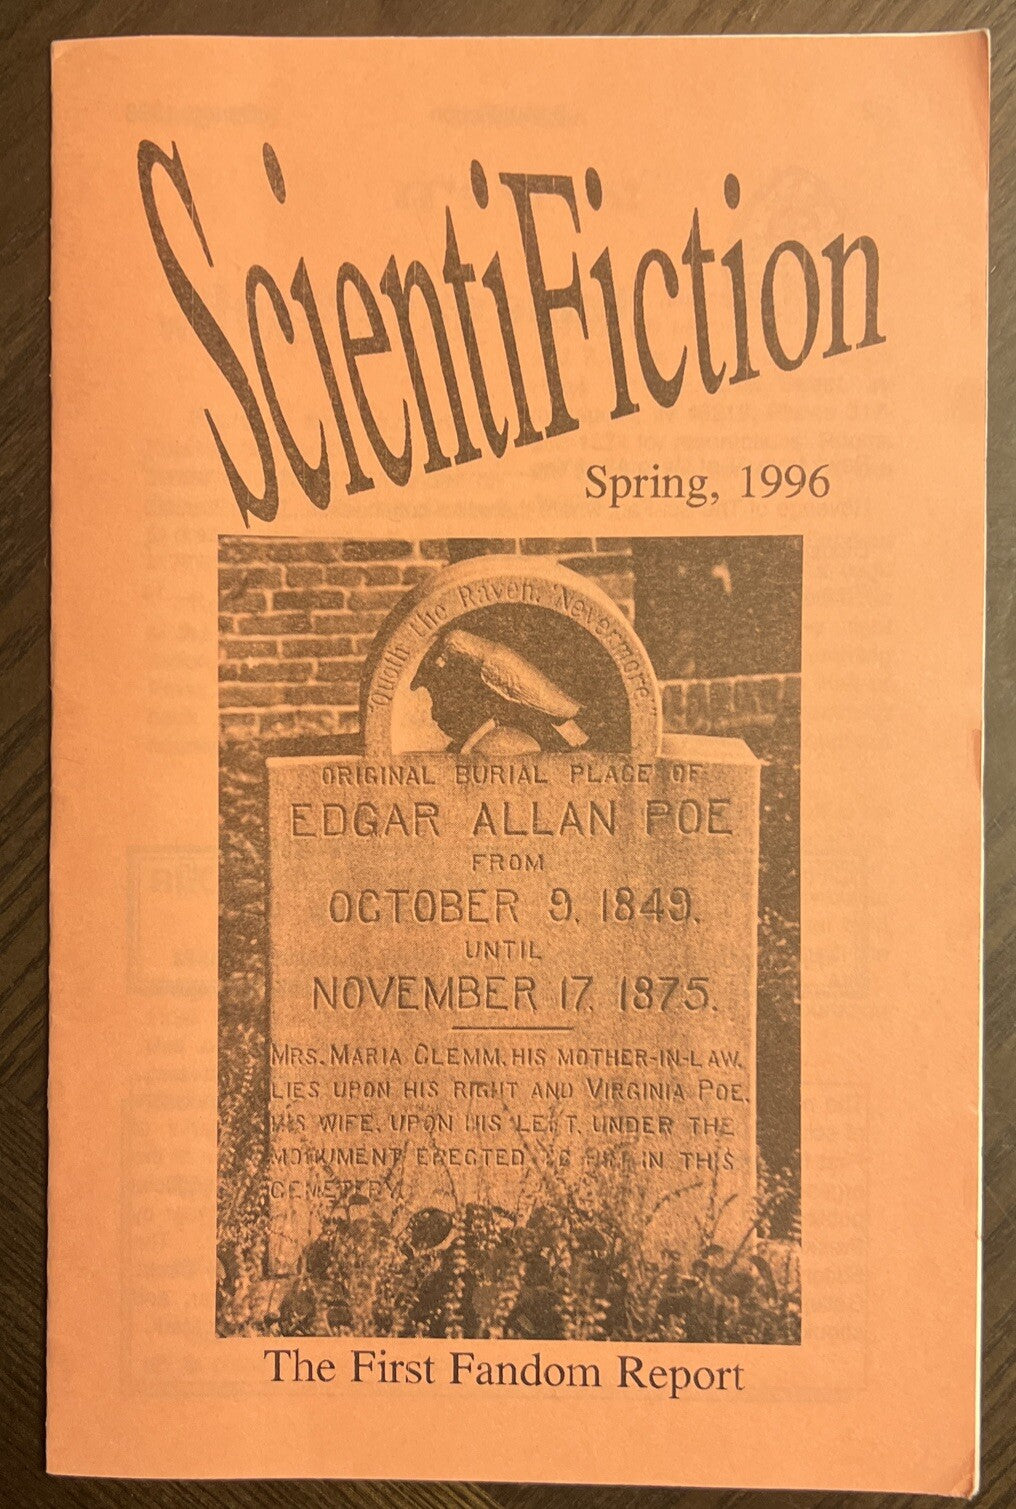 ScientiFiction
Spring, 1996
"Quoth the Raven, "Nevermore."
ORIGINAL BURIAL PLACE OF
EDGAR ALLAN POE
FROM
OCTOBER 9, 1849,
UNTIL
NOVEMBER 17, 1875.
MRS. MARIA CLEMM, HIS MOTHER-IN-LAW,
LIES UPON HIS RIGHT AND VIRGINIA POE,
HIS WIFE, UPON HIS LEFT, UNDER THE
MONUMENT ERECTED TO HIM IN THIS
CEMETERY.
The First Fandom Report